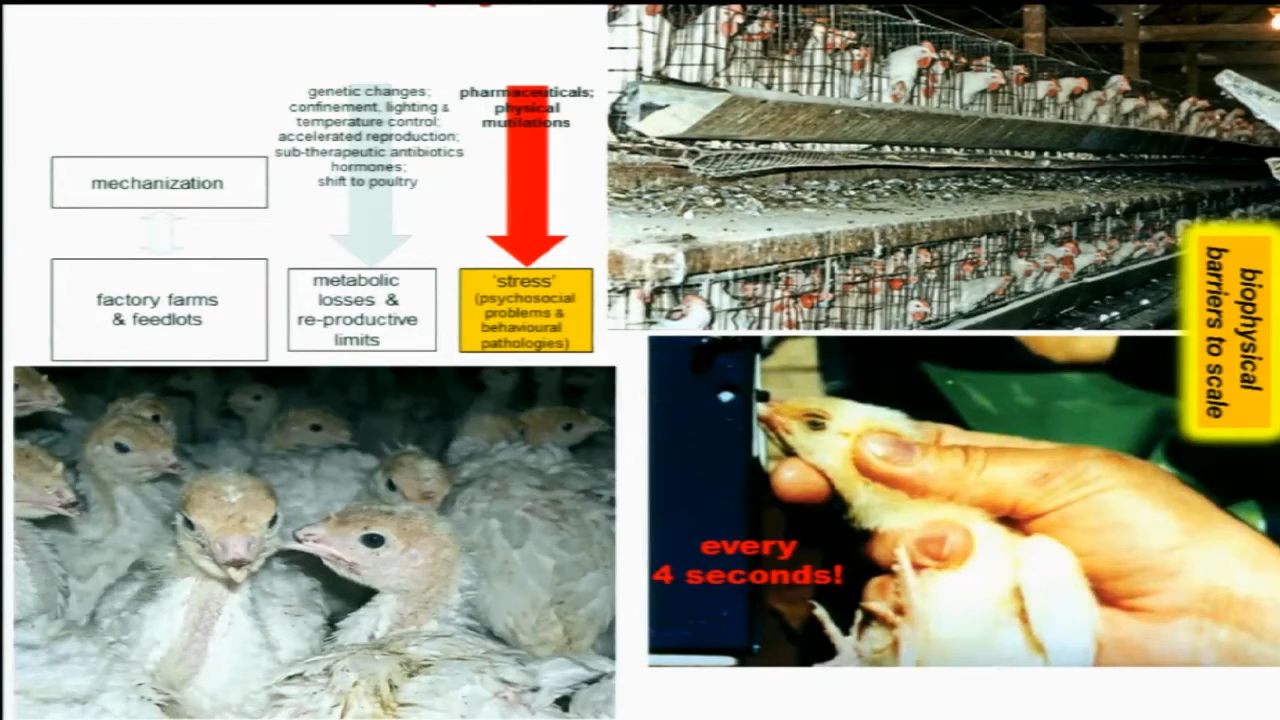 genetic changes;
confinement, lighting &
temperature control;
accelerated reproduction;
sub-therapeutic antibiotics
hormones;
shift to poultry
pharmaceuticals;
physical
mutilations
mechanization
factory farms
& feedlots
metabolic
losses &
re-productive
limits
'stress'
(psychosocial
problems &
behavioural
pathologies)
biophysical
barriers to scale
every
4 seconds!